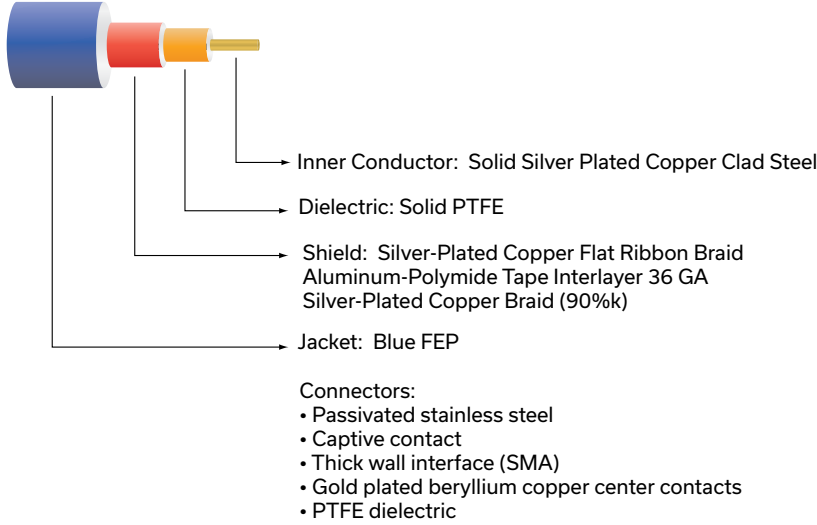 Inner Conductor: Solid Silver Plated Copper Clad Steel
Dielectric: Solid PTFE
Shield: Silver-Plated Copper Flat Ribbon Braid
Aluminum-Polymide Tape Interlayer 36 GA
Silver-Plated Copper Braid (90%k)
Jacket: Blue FEP
Connectors:
• Passivated stainless steel
• Captive contact
• Thick wall interface (SMA)
• Gold plated beryllium copper center contacts
• PTFE dielectric